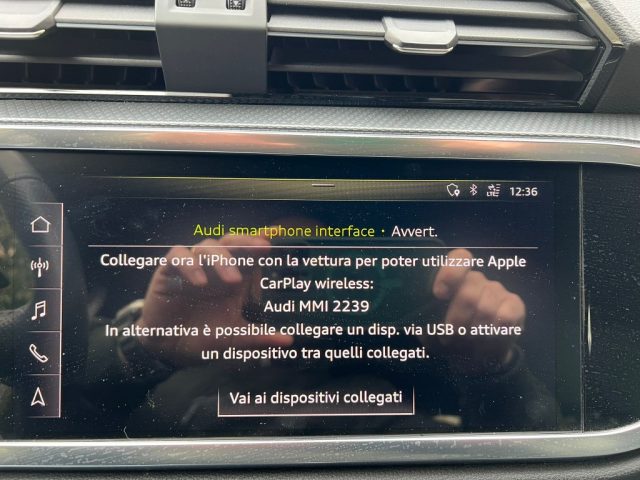 12:36
Audi smartphone interface • Avvert.
Collegare ora l'iPhone con la vettura per poter utilizzare Apple
CarPlay wireless:
Audi MMI 2239
In alternativa è possibile collegare un disp. via USB o attivare
un dispositivo tra quelli collegati.
Vai ai dispositivi collegati